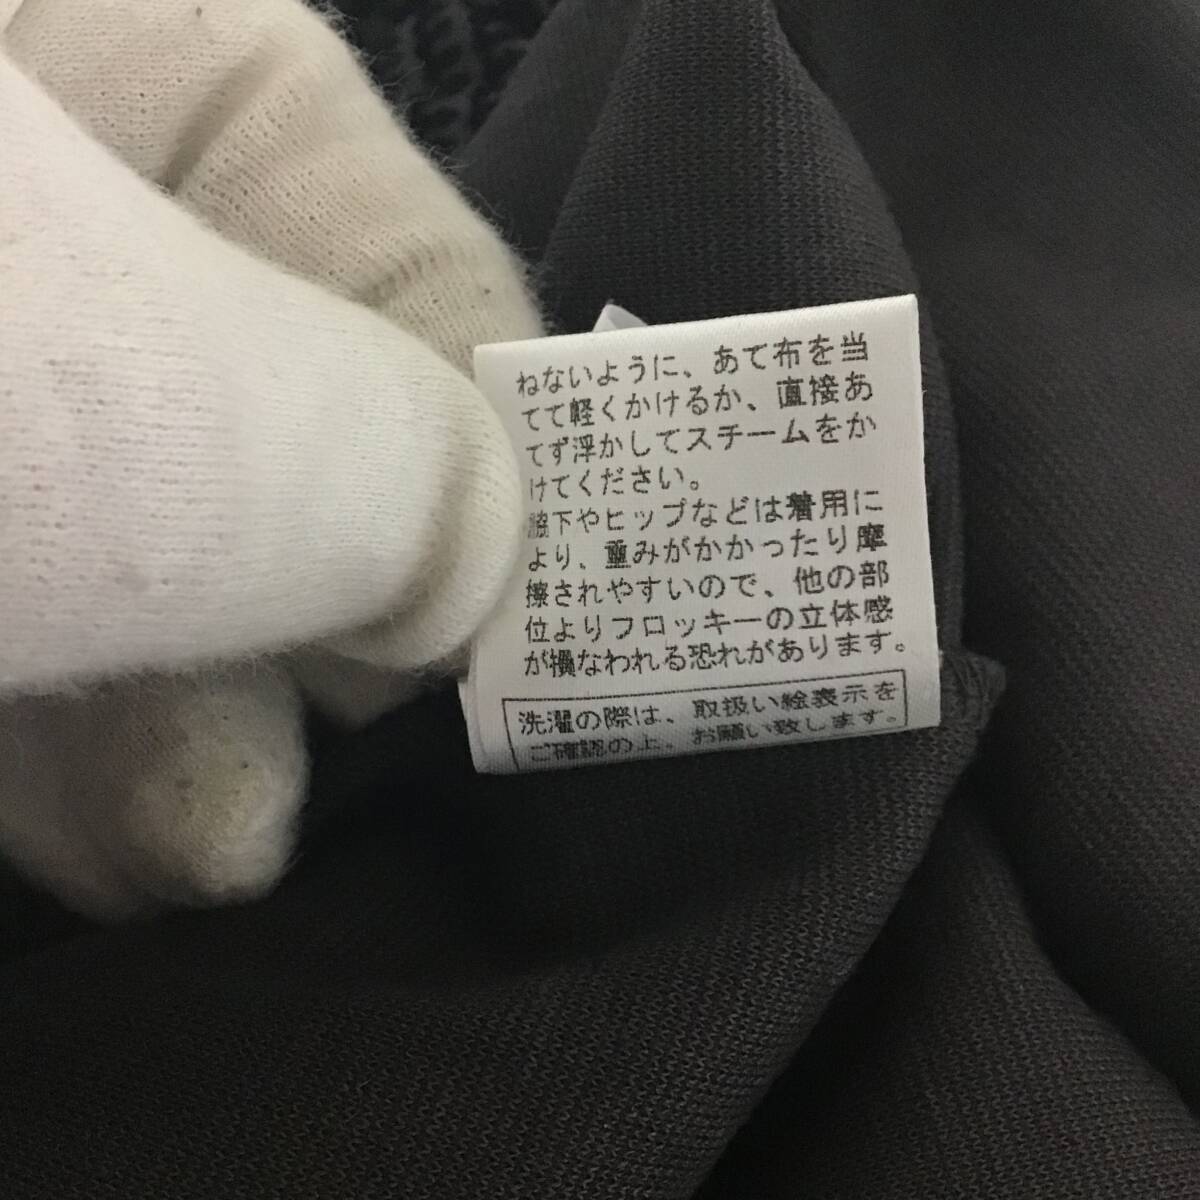 ねないように、あて布を当
てて軽くかけるか、直接あ
てず浮かしてスチームをか
けてください。
脇下やヒップなどは着用に
より、重みがかかったり摩
擦されやすいので、他の部
位よりフロッキーの立体感
が損なわれる恐れがあります。
洗濯の際は、取扱い絵表示を
ご確認の上、お願い致します。